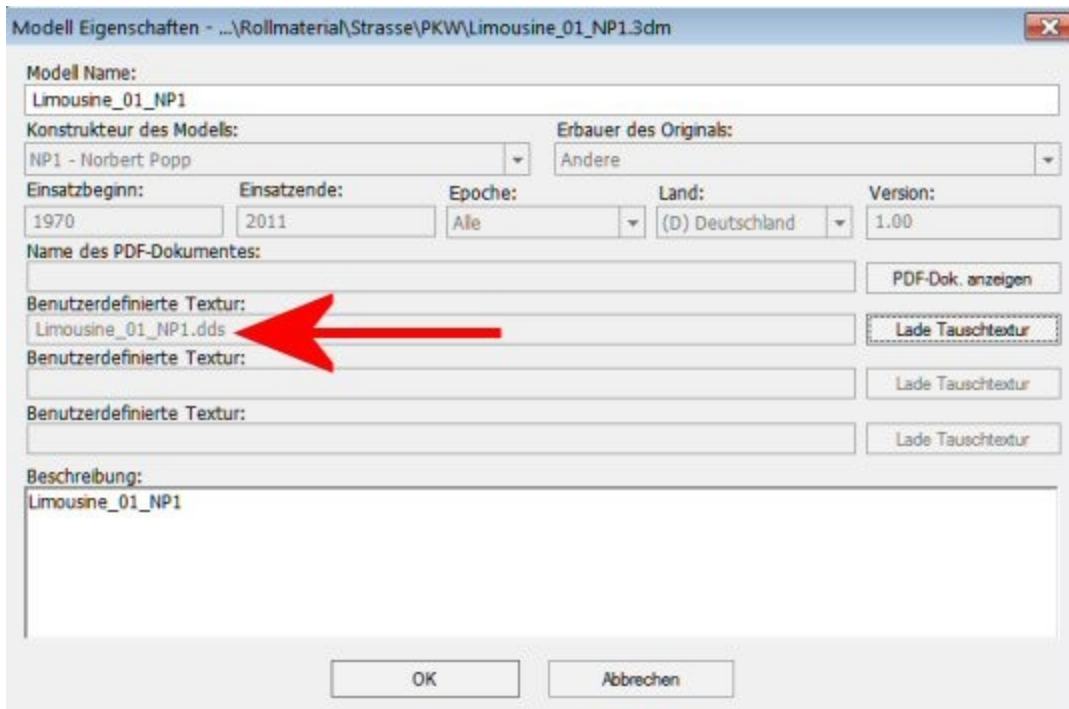 Modell Eigenschaften - ...\Rollmaterial\Strasse\PKW\Limousine_01_NP1.3dm
Modell Name:
Limousine_01_NP1
Konstrukteur des Modells: Erbauer des Originals:
NP1 - Norbert Popp Andere
Einsatzbeginn: Einsatzende: Epoche: Land: Version:
1970 2011 Alle (D) Deutschland 1.00
Name des PDF-Dokumentes:
PDF-Dok. anzeigen
Benutzerdefinierte Textur:
Limousine_01_NP1.dds Lade Tauschtextur
Benutzerdefinierte Textur:
Lade Tauschtextur
Benutzerdefinierte Textur:
Lade Tauschtextur
Beschreibung:
Limousine_01_NP1
OK Abbrechen